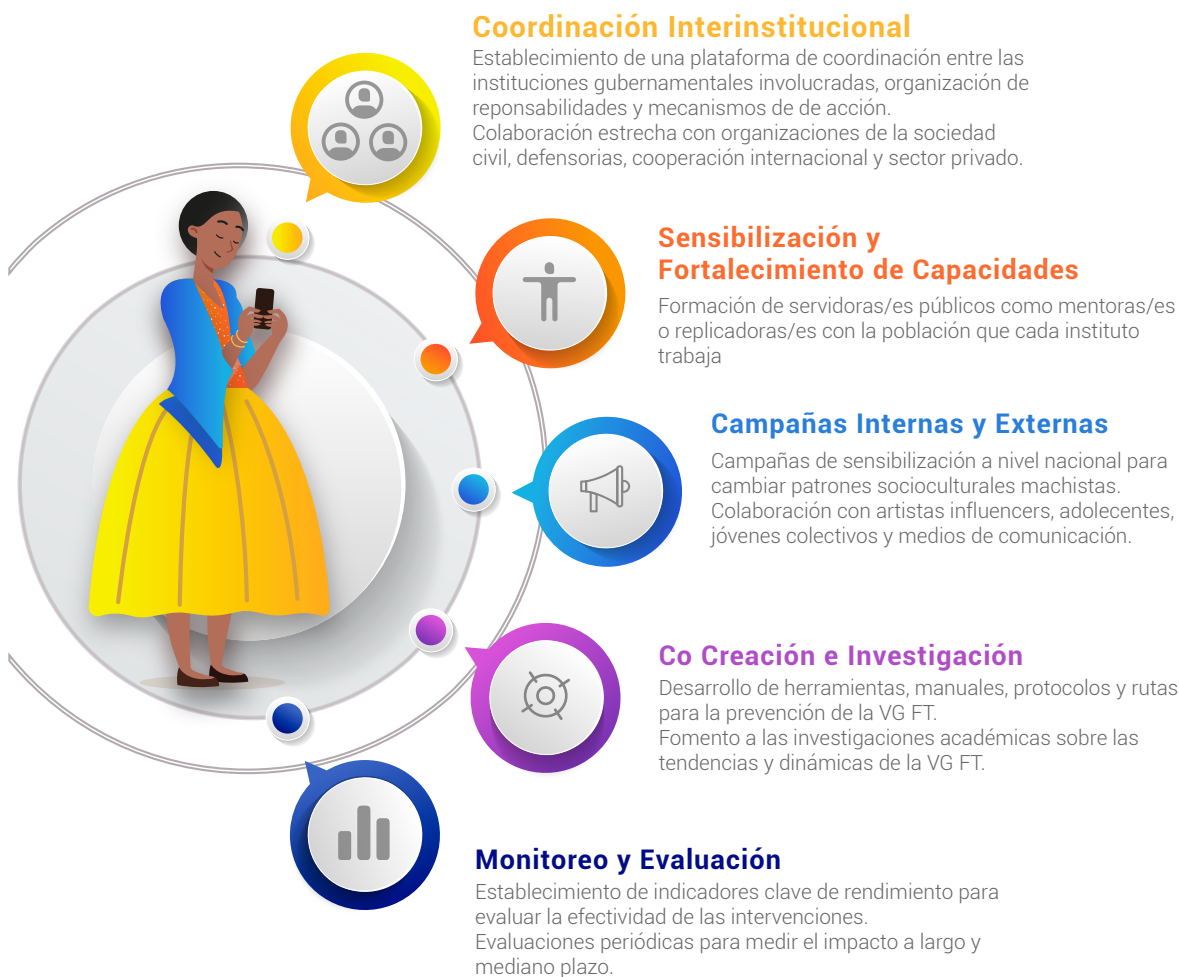 Coordinación Interinstitucional
Establecimiento de una plataforma de coordinación entre las
instituciones gubernamentales involucradas, organización de
reponsabilidades y mecanismos de de acción.
Colaboración estrecha con organizaciones de la sociedad
civil, defensorias, cooperación internacional y sector privado.
Sensibilización y
Fortalecimiento de Capacidades
Formación de servidoras/es públicos como mentoras/es
o replicadoras/es con la población que cada instituto
trabaja
Campañas Internas y Externas
Campañas de sensibilización a nivel nacional para
cambiar patrones socioculturales machistas.
Colaboración con artistas influencers, adolecentes,
jóvenes colectivos y medios de comunicación.
Co Creación e Investigación
Desarrollo de herramientas, manuales, protocolos y rutas
para la prevención de la VG FT.
Fomento a las investigaciones académicas sobre las
tendencias y dinámicas de la VG FT.
Monitoreo y Evaluación
Establecimiento de indicadores clave de rendimiento para
evaluar la efectividad de las intervenciones.
Evaluaciones periódicas para medir el impacto a largo y
mediano plazo.